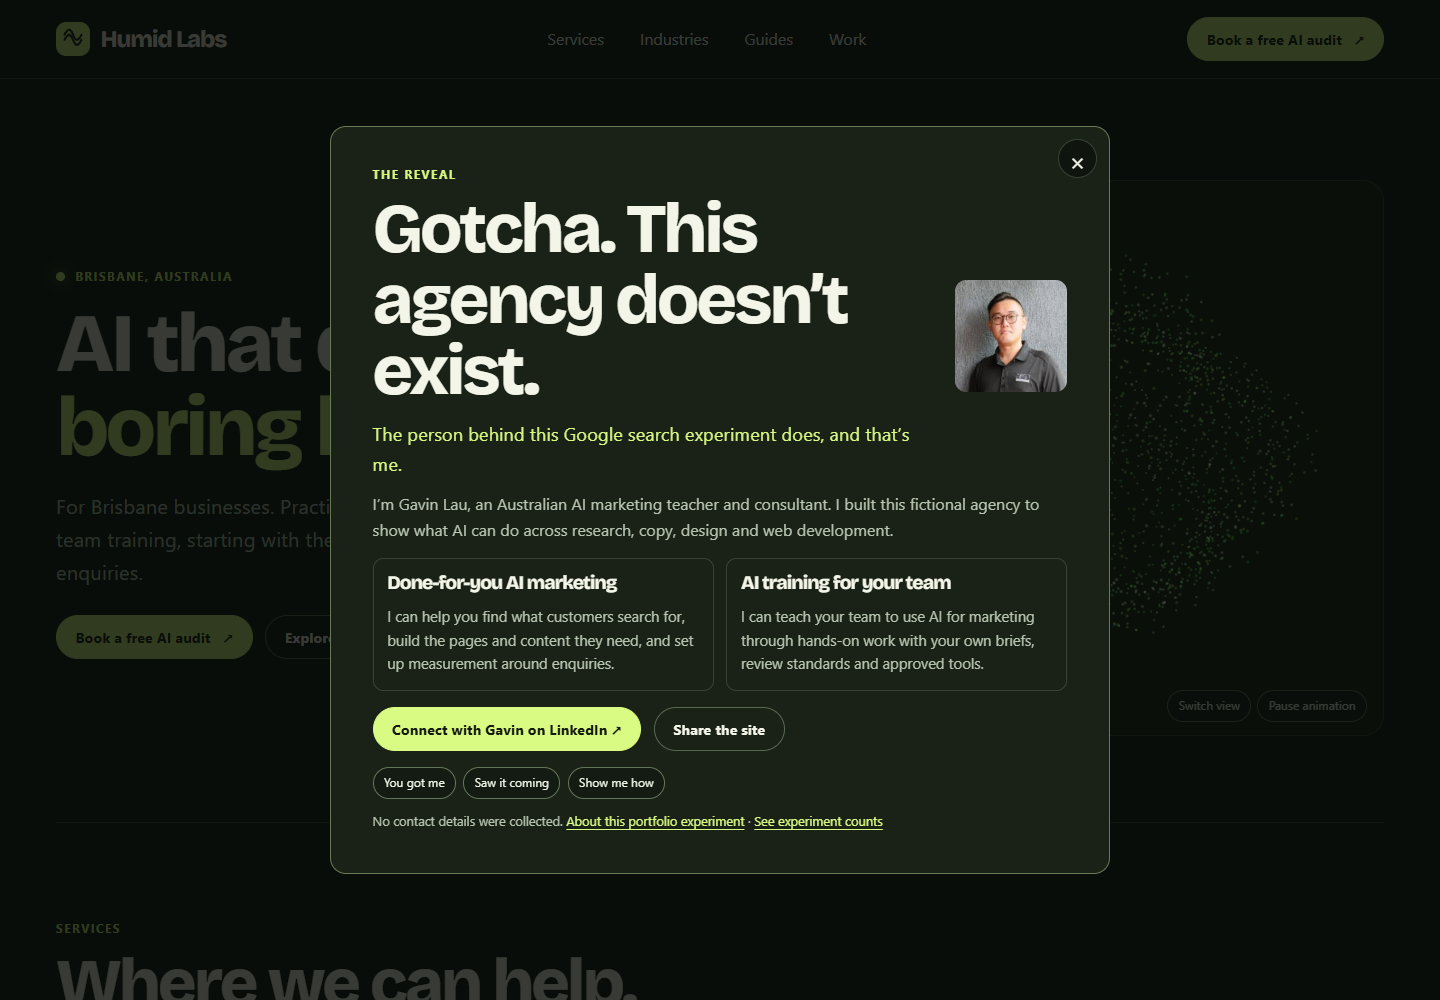 Humid Labs
Services
Industries
Guides
Work
Book a free AI audit ↗
BRISBANE, AUSTRALIA
AI that
boring
For Brisbane businesses. Practi
team training, starting with the
enquiries.
Book a free AI audit ↗
Explore
THE REVEAL
Gotcha. This
agency doesn’t
exist.
The person behind this Google search experiment does, and that’s
me.
I’m Gavin Lau, an Australian AI marketing teacher and consultant. I built this fictional agency to
show what AI can do across research, copy, design and web development.
Done-for-you AI marketing
I can help you find what customers search for,
build the pages and content they need, and set
up measurement around enquiries.
AI training for your team
I can teach your team to use AI for marketing
through hands-on work with your own briefs,
review standards and approved tools.
Connect with Gavin on LinkedIn ↗
Share the site
You got me
Saw it coming
Show me how
No contact details were collected. About this portfolio experiment · See experiment counts
Switch view
Pause animation
SERVICES
Where we can help.